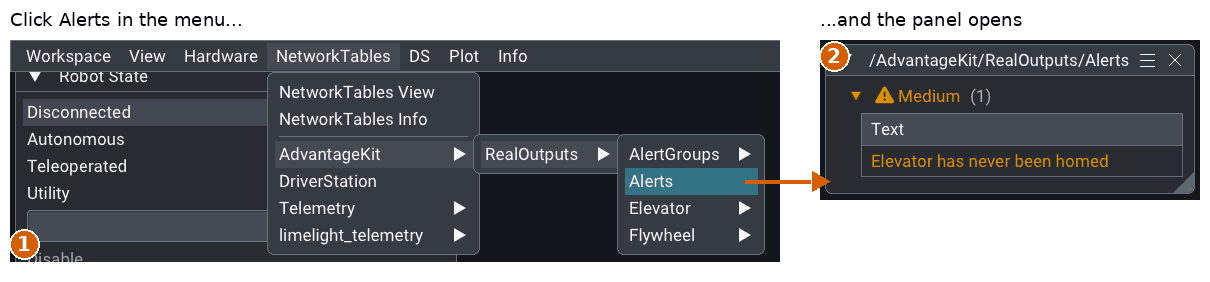 Click Alerts in the menu...
...and the panel opens
Workspace View Hardware NetworkTables DS Plot Info
Robot State
Disconnected
Autonomous
Teleoperated
Utility
Disable
1
NetworkTables View
NetworkTables Info
AdvantageKit
DriverStation
Telemetry
limelight_telemetry
RealOutputs
AlertGroups
Alerts
Elevator
Flywheel
2
/AdvantageKit/RealOutputs/Alerts
Medium (1)
Text
Elevator has never been homed